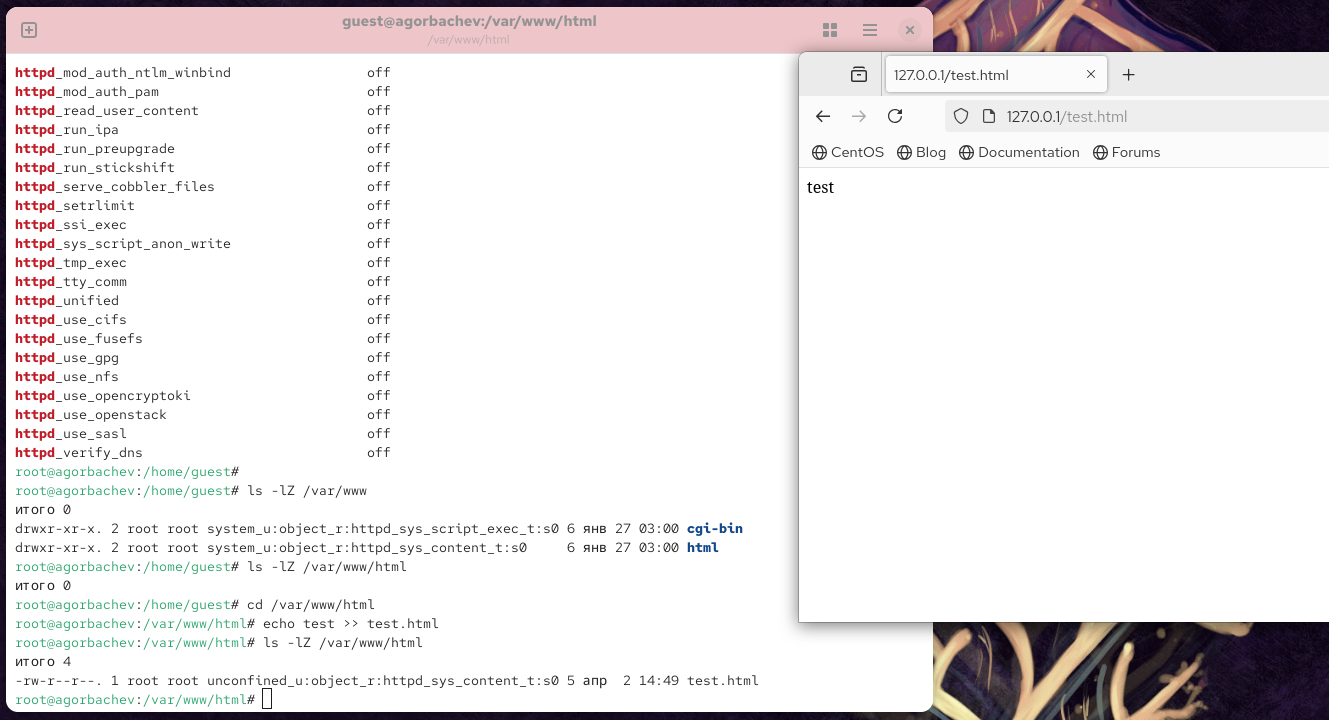 guest@agorbachev:/var/www/html
/var/www/html
httpd_mod_auth_ntlm_winbind off
httpd_mod_auth_pam off
httpd_read_user_content off
httpd_run_ipa off
httpd_run_preupgrade off
httpd_run_stickshift off
httpd_serve_cobbler_files off
httpd_setrlimit off
httpd_ssi_exec off
httpd_sys_script_anon_write off
httpd_tmp_exec off
httpd_tty_comm off
httpd_unified off
httpd_use_cifs off
httpd_use_fusefs off
httpd_use_gpg off
httpd_use_nfs off
httpd_use_opencryptoki off
httpd_use_openstack off
httpd_use_sasl off
httpd_verify_dns off
root@agorbachev:/home/guest#
root@agorbachev:/home/guest# ls -lZ /var/www
итого 0
drwxr-xr-x. 2 root root system_u:object_r:httpd_sys_script_exec_t:s0 6 янв 27 03:00 cgi-bin
drwxr-xr-x. 2 root root system_u:object_r:httpd_sys_content_t:s0     6 янв 27 03:00 html
root@agorbachev:/home/guest# ls -lZ /var/www/html
итого 0
root@agorbachev:/home/guest# cd /var/www/html
root@agorbachev:/var/www/html# echo test >> test.html
root@agorbachev:/var/www/html# ls -lZ /var/www/html
итого 4
-rw-r--r--. 1 root root unconfined_u:object_r:httpd_sys_content_t:s0 5 апр  2 14:49 test.html
root@agorbachev:/var/www/html#
127.0.0.1/test.html
127.0.0.1/test.html
CentOS Blog Documentation Forums
test